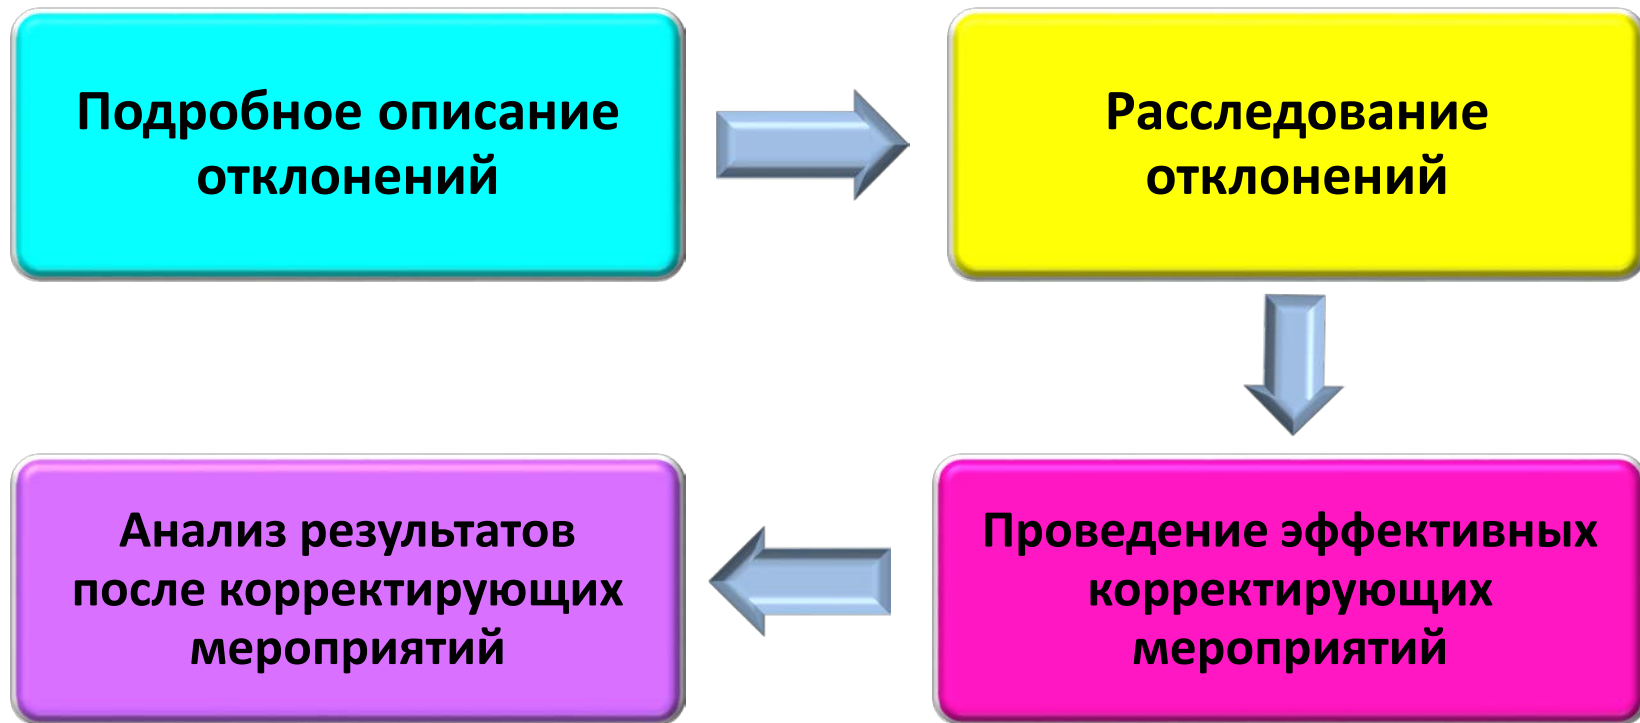 Подробное описание
отклонений
Расследование
отклонений
Проведение эффективных
корректирующих
мероприятий
Анализ результатов
после корректирующих
мероприятий